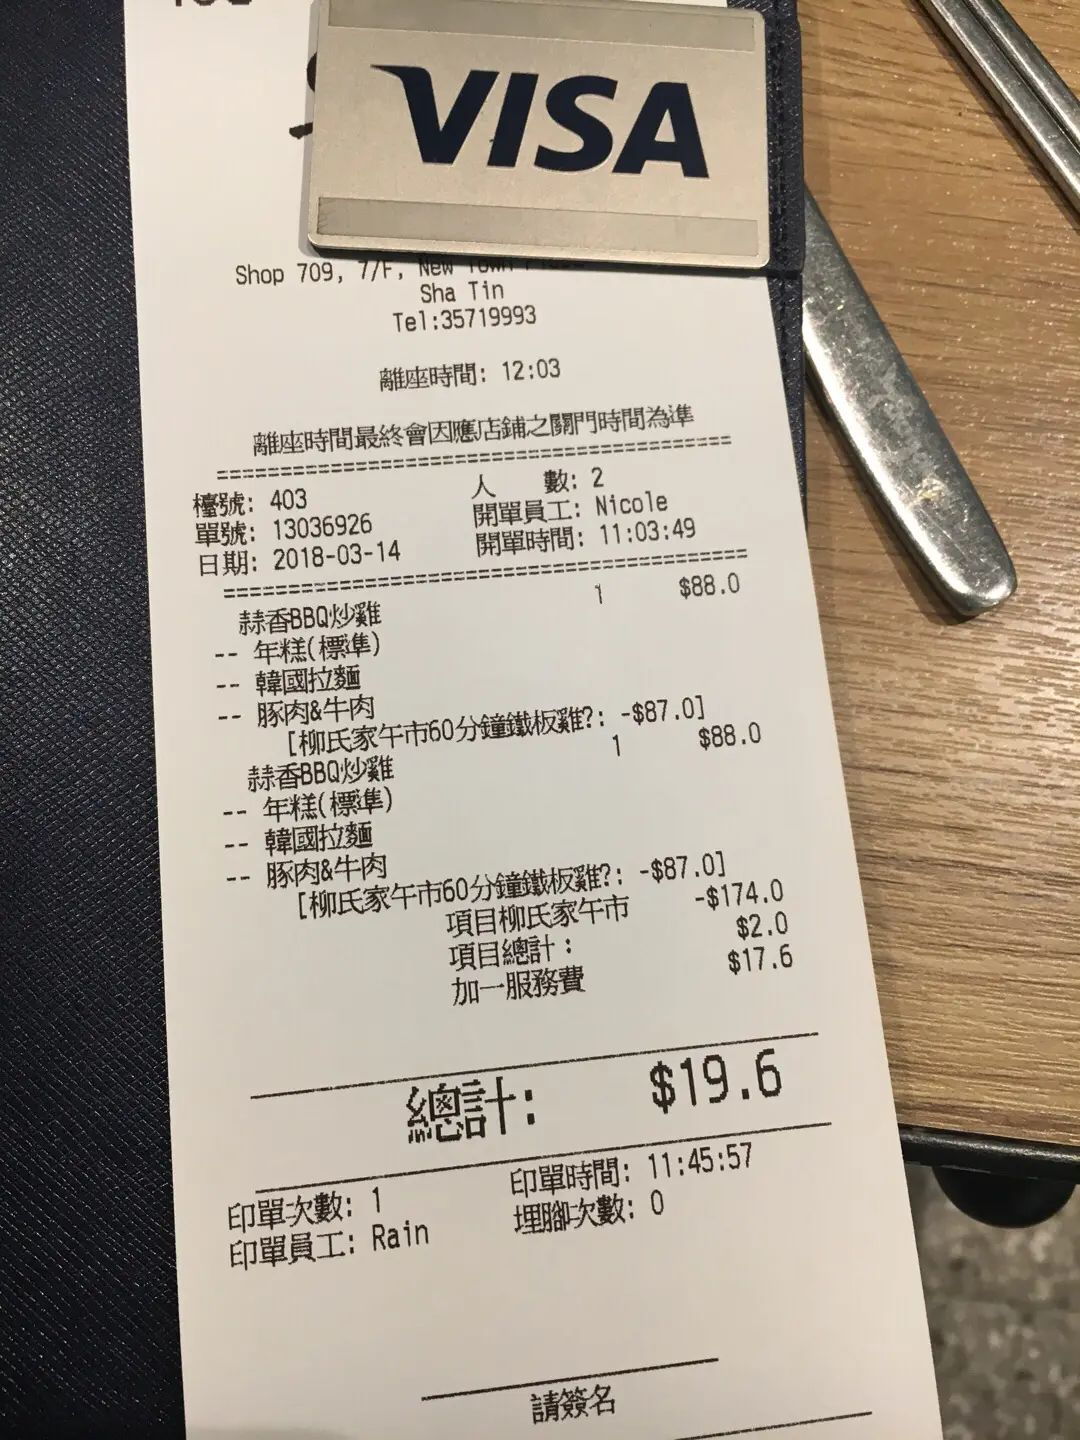 VISA
Shop 709, 7/F, New Town
Sha Tin
Tel:35719993
離座時間: 12:03
離座時間最終會因應店鋪之關門時間為準
檯號: 403 人 數: 2
單號: 13036926 開單員工: Nicole
日期: 2018-03-14 開單時間: 11:03:49
蒜香BBQ炒雞 1 $88.0
-- 年糕(標準)
-- 韓國拉麵
-- 豚肉&牛肉
[柳氏家午市60分鐘鐵板雞?: -$87.0]
蒜香BBQ炒雞 1 $88.0
-- 年糕(標準)
-- 韓國拉麵
-- 豚肉&牛肉
[柳氏家午市60分鐘鐵板雞?: -$87.0]
項目柳氏家午市 -$174.0
項目總計: $2.0
加一服務費 $17.6
總計: $19.6
印單次數: 1 印單時間: 11:45:57
印單員工: Rain 埋腳次數: 0
請簽名